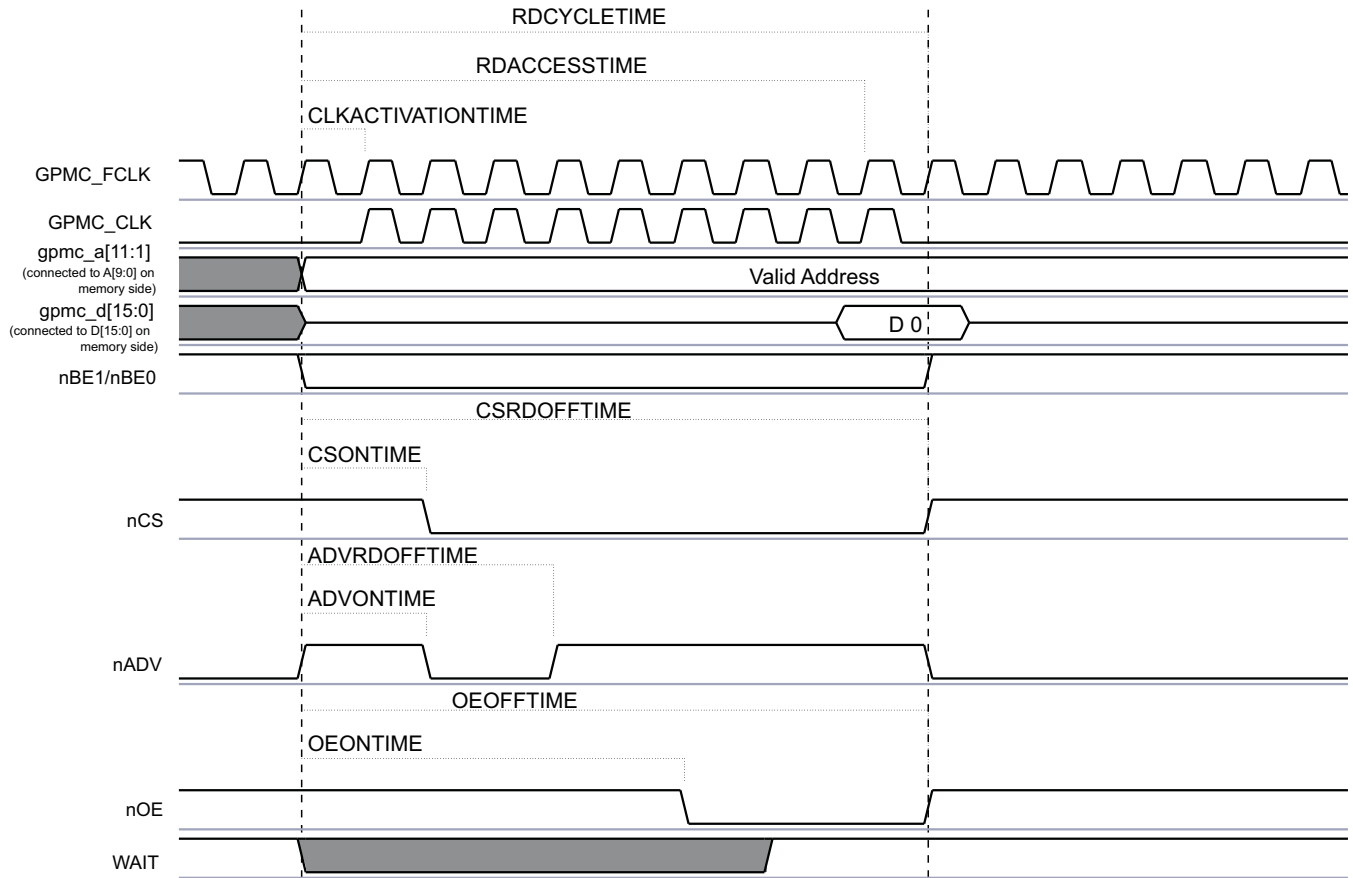 RDCYCLETIME
RDACCESSTIME
CLKACTIVATIONTIME
GPMC_FCLK
GPMC_CLK
gpmc_a[11:1]
(connected to A[9:0] on
memory side)
Valid Address
gpmc_d[15:0]
(connected to D[15:0] on
memory side)
D 0
nBE1/nBE0
CSRDOFFTIME
CSONTIME
nCS
ADVRDOFFTIME
ADVONTIME
nADV
OEOFFTIME
OEONTIME
nOE
WAIT